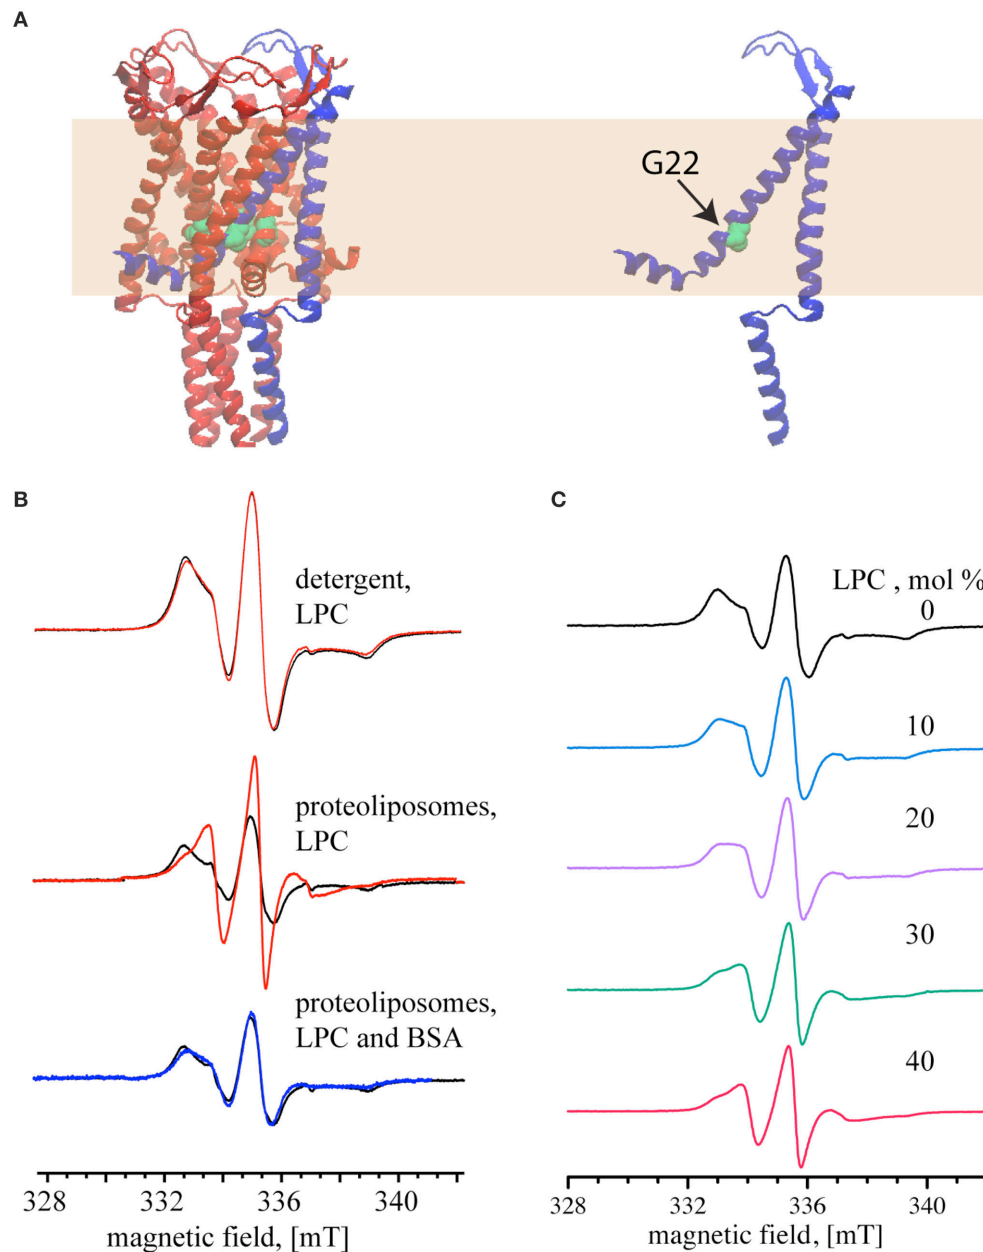 A
G22
B
detergent,
LPC
proteoliposomes,
LPC
proteoliposomes,
LPC and BSA
328 332 336 340
magnetic field, [mT]
C
LPC , mol %
0
10
20
30
40
328 332 336 340
magnetic field, [mT]